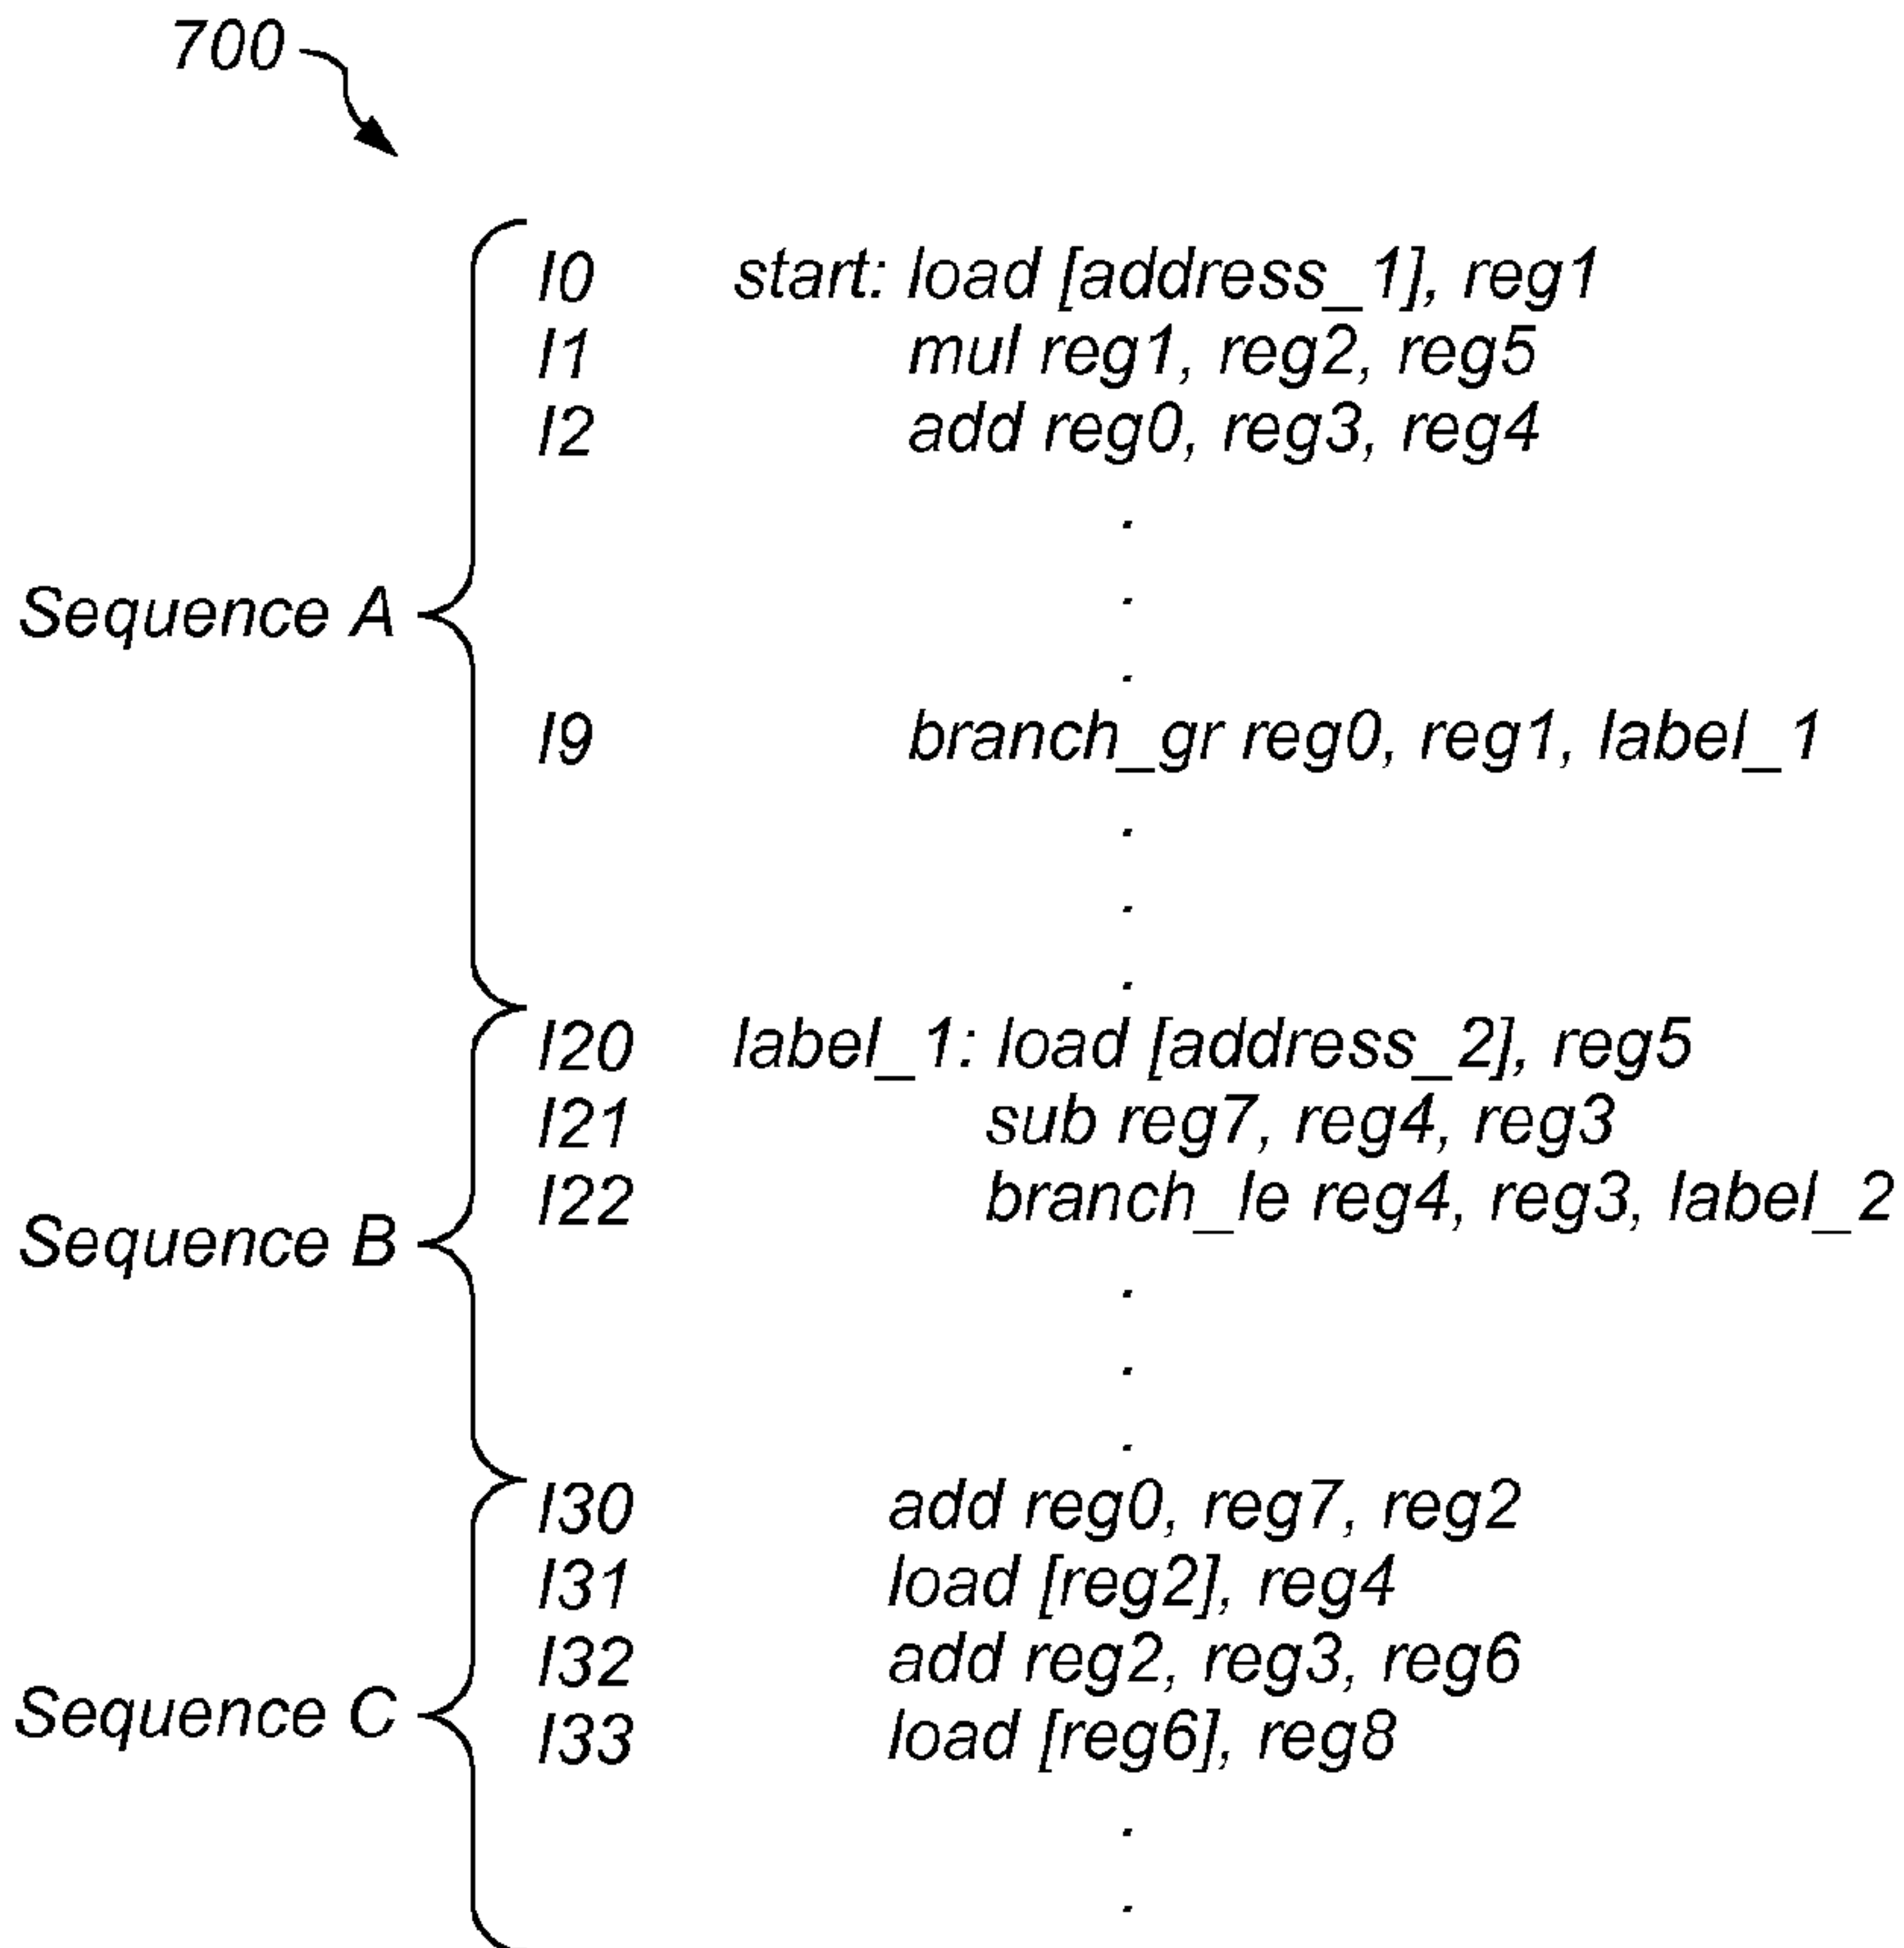 700
I0 start: load [address_1], reg1
I1 mul reg1, reg2, reg5
I2 add reg0, reg3, reg4
.
.
Sequence A
.
I9 branch_gr reg0, reg1, label_1
.
.
.
I20 label_1: load [address_2], reg5
I21 sub reg7, reg4, reg3
I22 branch_le reg4, reg3, label_2
Sequence B
.
.
.
I30 add reg0, reg7, reg2
I31 load [reg2], reg4
I32 add reg2, reg3, reg6
Sequence C
I33 load [reg6], reg8
.
.